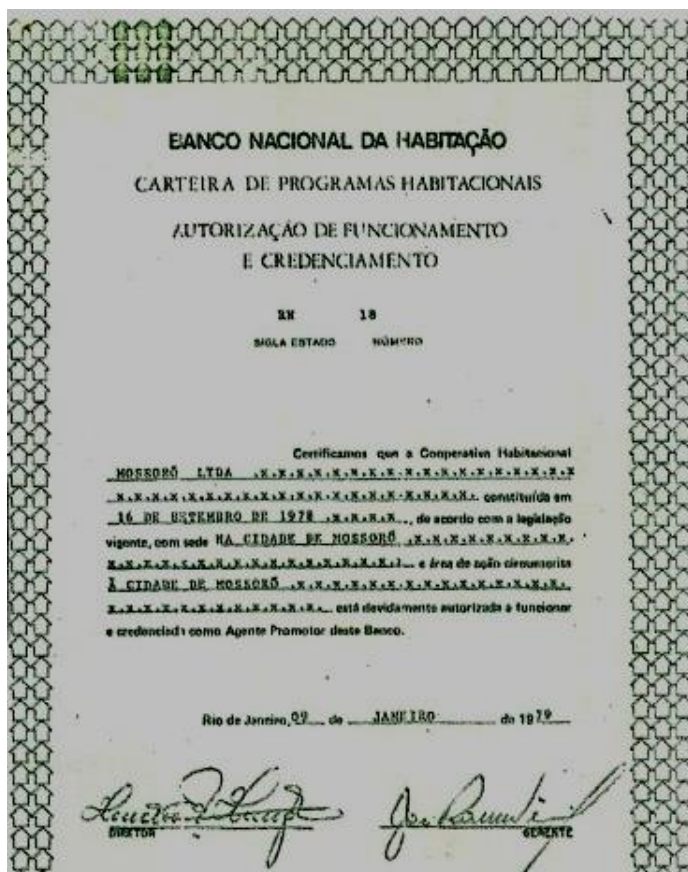 BANCO NACIONAL DA HABITAÇÃO
CARTEIRA DE PROGRAMAS HABITACIONAIS
AUTORIZAÇÃO DE FUNCIONAMENTO
E CREDENCIAMENTO
RN 18
SIGLA ESTADO NÚMERO
Certificamos que a Cooperativa Habitacional
MOSSORÓ LTDA .x.x.x.x.x.x.x.x.x.x.x.x.x.x.x.x.x.x.x
x.x.x.x.x.x.x.x.x.x.x.x.x.x.x.x.x.x.x.x.x. constituída em
16 DE SETEMBRO DE 1978 .x.x.x.x.., de acordo com a legislação
vigente, com sede NA CIDADE DE MOSSORÓ .x.x.x.x.x.x.x.x.x.
x.x.x.x.x.x.x.x.x.x.x.x.x.x.x.x. e área de ação circunscrita
À CIDADE DE MOSSORÓ .x.x.x.x.x.x.x.x.x.x.x.x.x.x.x.
x.x.x.x.x.x.x.x.x.x.x.x. está devidamente autorizada a funcionar
e credenciada como Agente Promotor deste Banco.
Rio de Janeiro, 09 de JANEIRO de 1979
DIRETOR GERENTE